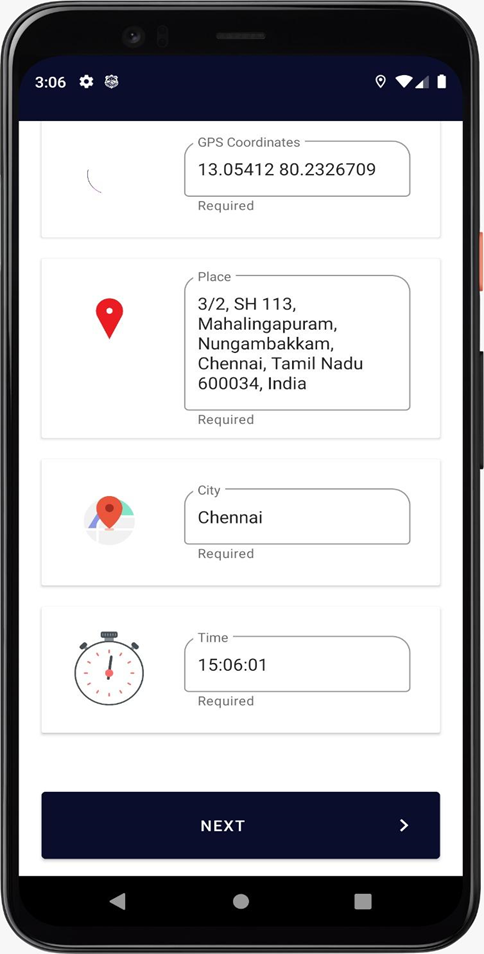 3:06
GPS Coordinates
13.05412 80.2326709
Required
Place
3/2, SH 113,
Mahalingapuram,
Nungambakkam,
Chennai, Tamil Nadu
600034, India
Required
City
Chennai
Required
Time
15:06:01
Required
NEXT